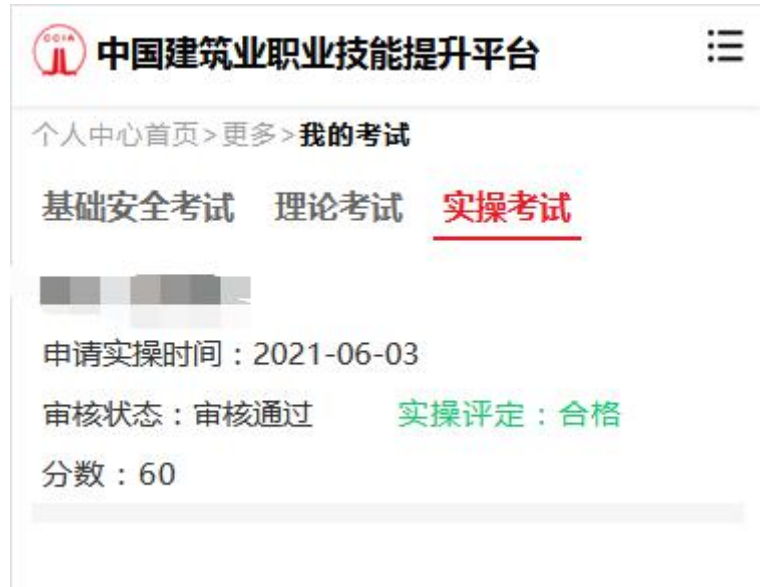 CCIA
中国建筑业职业技能提升平台
个人中心首页>更多>我的考试
基础安全考试 理论考试 实操考试
申请实操时间：2021-06-03
审核状态：审核通过 实操评定：合格
分数：60